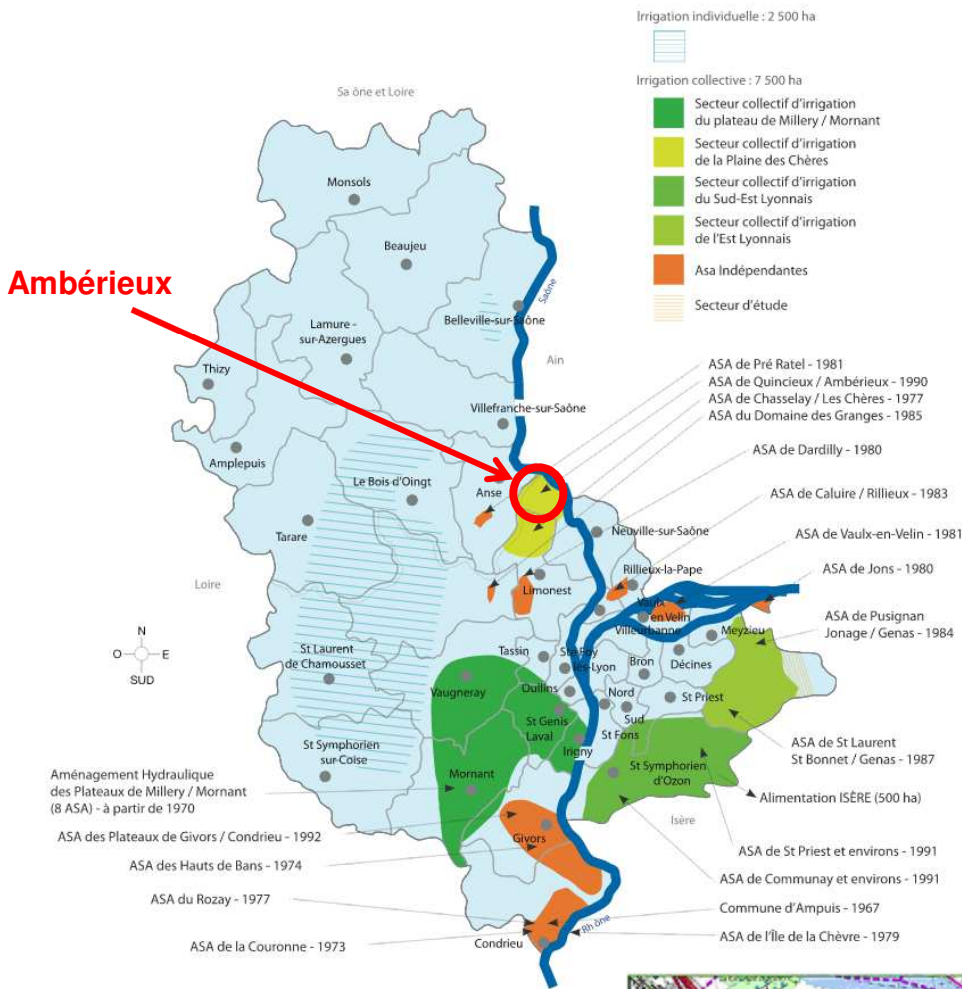 Irrigation individuelle : 2 500 ha
Irrigation collective : 7 500 ha
Secteur collectif d'irrigation
du plateau de Millery / Mornant
Secteur collectif d'irrigation
de la Plaine des Chères
Secteur collectif d'irrigation
du Sud-Est Lyonnais
Secteur collectif d'irrigation
de l'Est Lyonnais
Asa Indépendantes
Secteur d'étude
Sa ône et Loire
Monsols
Beaujeu
Ambérieux
Saône
Belleville-sur-Saône
Lamure -
sur-Azergues
Ain
Thizy
Villefranche-sur-Saône
ASA de Pré Ratel - 1981
ASA de Quincieux / Ambérieux - 1990
ASA de Chasselay / Les Chères - 1977
ASA du Domaine des Granges - 1985
ASA de Dardilly - 1980
Amplepuis
Le Bois d'Oingt
Anse
ASA de Caluire / Rillieux - 1983
Tarare
Neuville-sur-Saône
ASA de Vaulx-en-Velin - 1981
Loire
Limonest
Rillieux-la-Pape
ASA de Jons - 1980
Vaulx
en Velin
Villeurbanne
Meyzieu
ASA de Pusignan
Jonage / Genas - 1984
N
O
E
SUD
St Laurent
de Chamousset
Tassin
Ste Foy
lès-Lyon
Bron
Décines
Vaugneray
Oullins
Nord
Sud
St Priest
St Genis
Laval
St Fons
Irigny
St Symphorien
sur-Coise
St Symphorien
d'Ozon
ASA de St Laurent
St Bonnet / Genas - 1987
Aménagement Hydraulique
des Plateaux de Millery / Mornant
(8 ASA) - à partir de 1970
Mornant
Alimentation ISÈRE (500 ha)
Isère
ASA des Plateaux de Givors / Condrieu - 1992
Givors
ASA de St Priest et environs - 1991
ASA des Hauts de Bans - 1974
ASA de Communay et environs - 1991
ASA du Rozay - 1977
Commune d'Ampuis - 1967
Rh ône
ASA de la Couronne - 1973
Condrieu
ASA de l'Île de la Chèvre - 1979